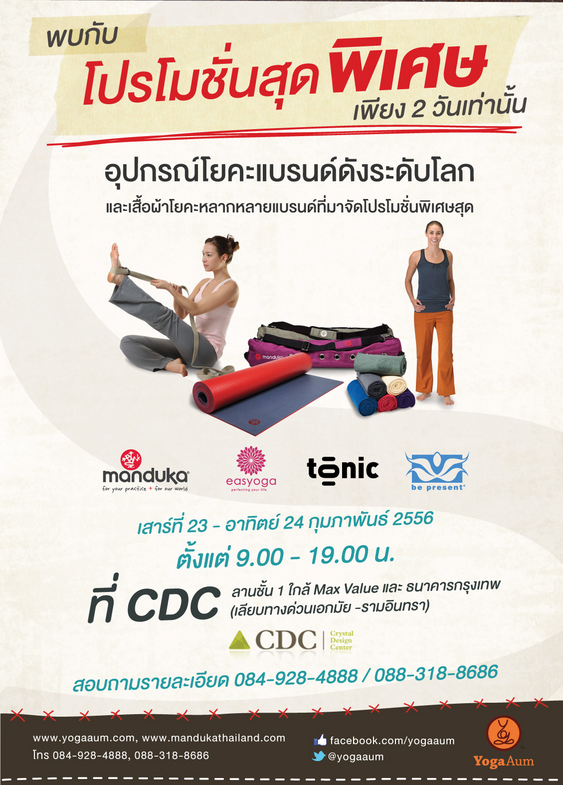 พบกับ
โปรโมชั่นสุด พิเศษ
เพียง 2 วันเท่านั้น
อุปกรณ์โยคะแบรนด์ดังระดับโลก
และเสื้อผ้าโยคะหลากหลายแบรนด์ที่มาจัดโปรโมชั่นพิเศษสุด
manduka
manduka
for your practice + for our world
easyoga
perfecting your life
tōnic
be present
เสาร์ที่ 23 - อาทิตย์ 24 กุมภาพันธ์ 2556
ตั้งแต่ 9.00 - 19.00 น.
ที่ CDC
ลานชั้น 1 ใกล้ Max Value และ ธนาคารกรุงเทพ
(เลียบทางด่วนเอกมัย -รามอินทรา)
CDC
Crystal
Design
Center
สอบถามรายละเอียด 084-928-4888 / 088-318-8686
www.yogaaum.com, www.mandukathailand.com
โทร 084-928-4888, 088-318-8686
facebook.com/yogaaum
@yogaaum
YogaAum